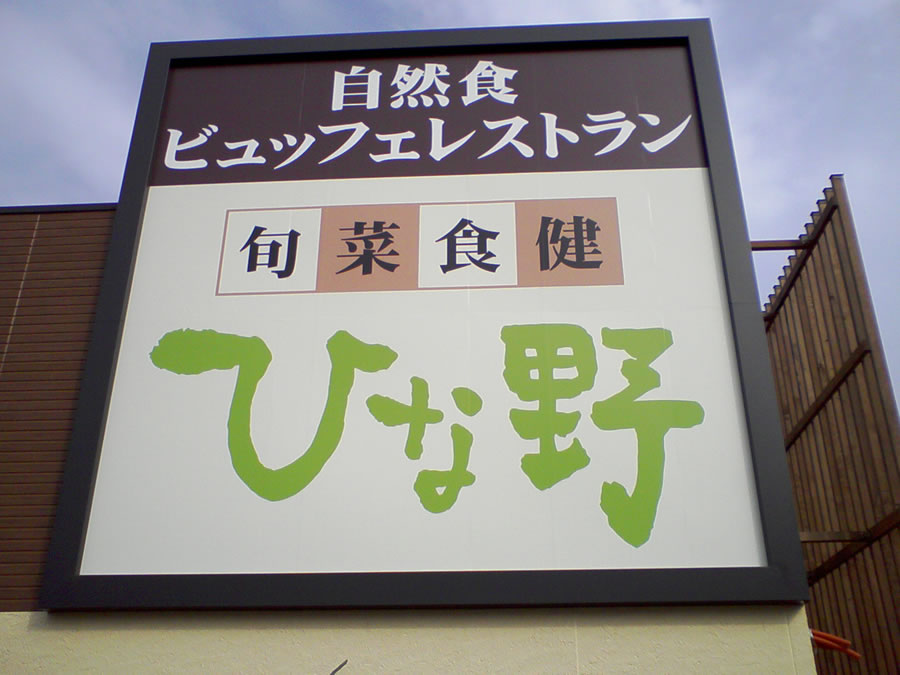 自然食
ビュッフェレストラン
旬菜食健
ひな野